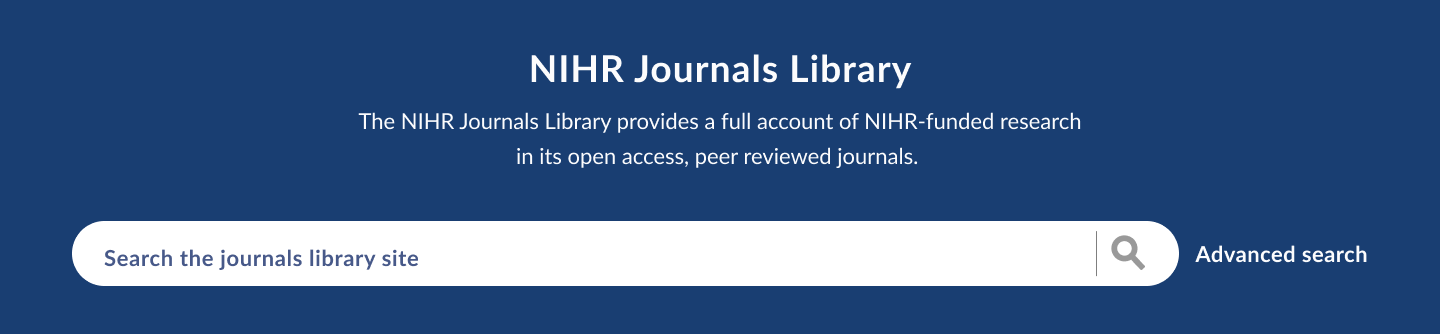 NIHR Journals Library
The NIHR Journals Library provides a full account of NIHR-funded research
in its open access, peer reviewed journals.
Search the journals library site
Advanced search